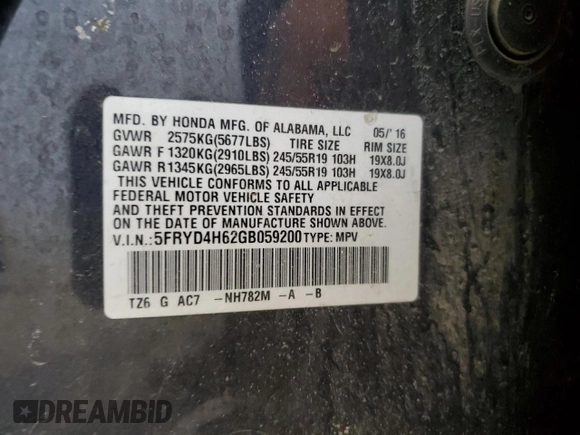 MFD. BY HONDA MFG. OF ALABAMA, LLC 05/'16
GVWR 2575KG(5677LBS) TIRE SIZE RIM SIZE
GAWR F 1320KG(2910LBS) 245/55R19 103H 19X8.0J
GAWR R1345KG(2965LBS) 245/55R19 103H 19X8.0J
THIS VEHICLE CONFORMS TO ALL APPLICABLE
FEDERAL MOTOR VEHICLE SAFETY
AND THEFT PREVENTION STANDARDS IN EFFECT
ON THE DATE OF MANUFACTURE SHOWN ABOVE.
V.I.N.:5FRYD4H62GB059200 TYPE: MPV
TZ6 G AC7 -NH782M -A -B
DREAMBID